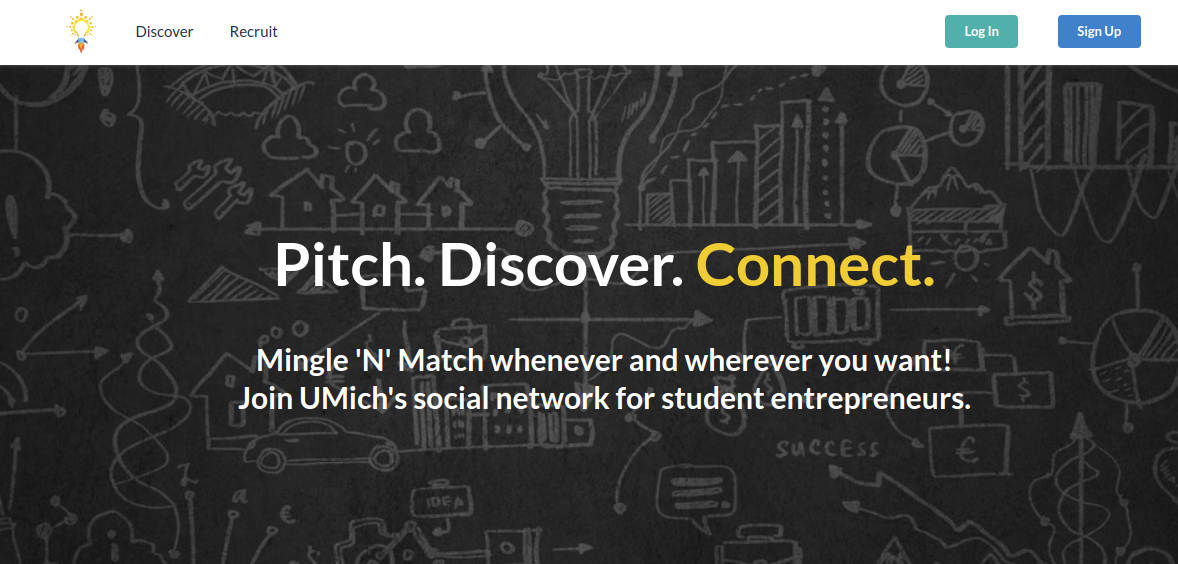 Discover Recruit Log In Sign Up
Pitch. Discover. Connect.
Mingle 'N' Match whenever and wherever you want!
Join UMich's social network for student entrepreneurs.
$
€
$
€
SUCCESS
a
IDEA
€